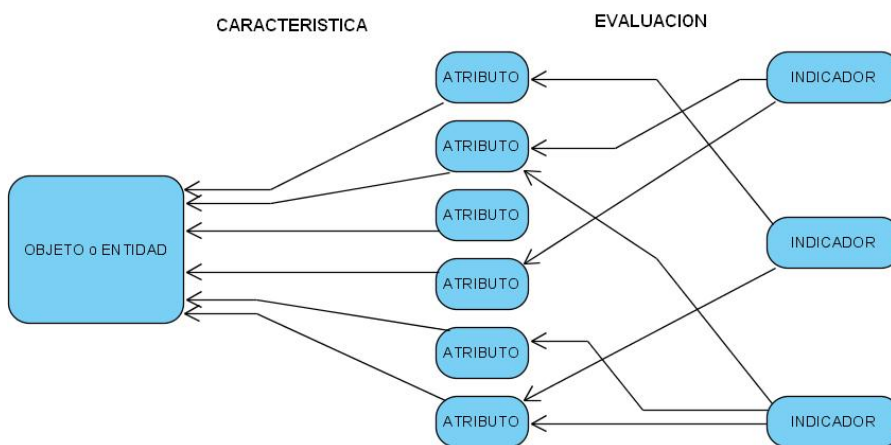 CARACTERISTICA
EVALUACION
ATRIBUTO
INDICADOR
ATRIBUTO
ATRIBUTO
OBJETO o ENTIDAD
INDICADOR
ATRIBUTO
ATRIBUTO
ATRIBUTO
INDICADOR